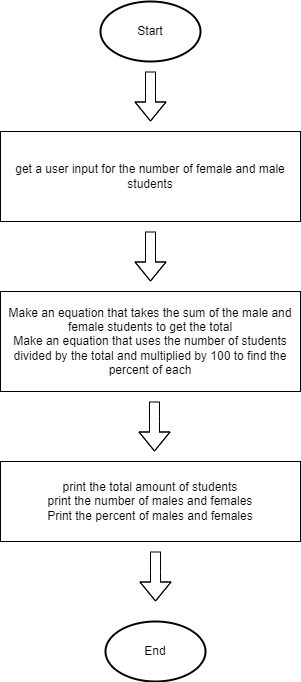 Start
get a user input for the number of female and male
students
Make an equation that takes the sum of the male and
female students to get the total
Make an equation that uses the number of students
divided by the total and multiplied by 100 to find the
percent of each
print the total amount of students
print the number of males and females
Print the percent of males and females
End